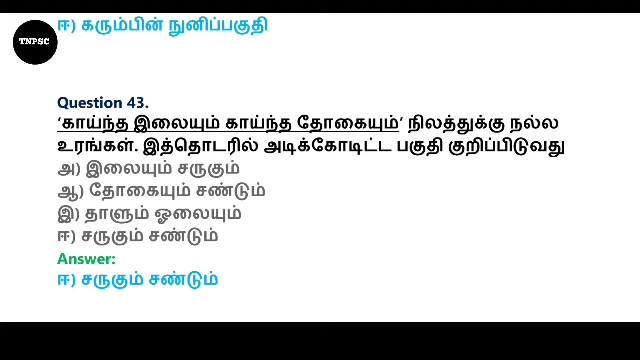 ஈ) கரும்பின் நுனிப்பகுதி
TNPSC
Question 43.
‘காய்ந்த இலையும் காய்ந்த தோகையும்’ நிலத்துக்கு நல்ல
உரங்கள். இத்தொடரில் அடிக்கோடிட்ட பகுதி குறிப்பிடுவது
அ) இலையும் சருகும்
ஆ) தோகையும் சண்டும்
இ) தாளும் ஓலையும்
ஈ) சருகும் சண்டும்
Answer:
ஈ) சருகும் சண்டும்